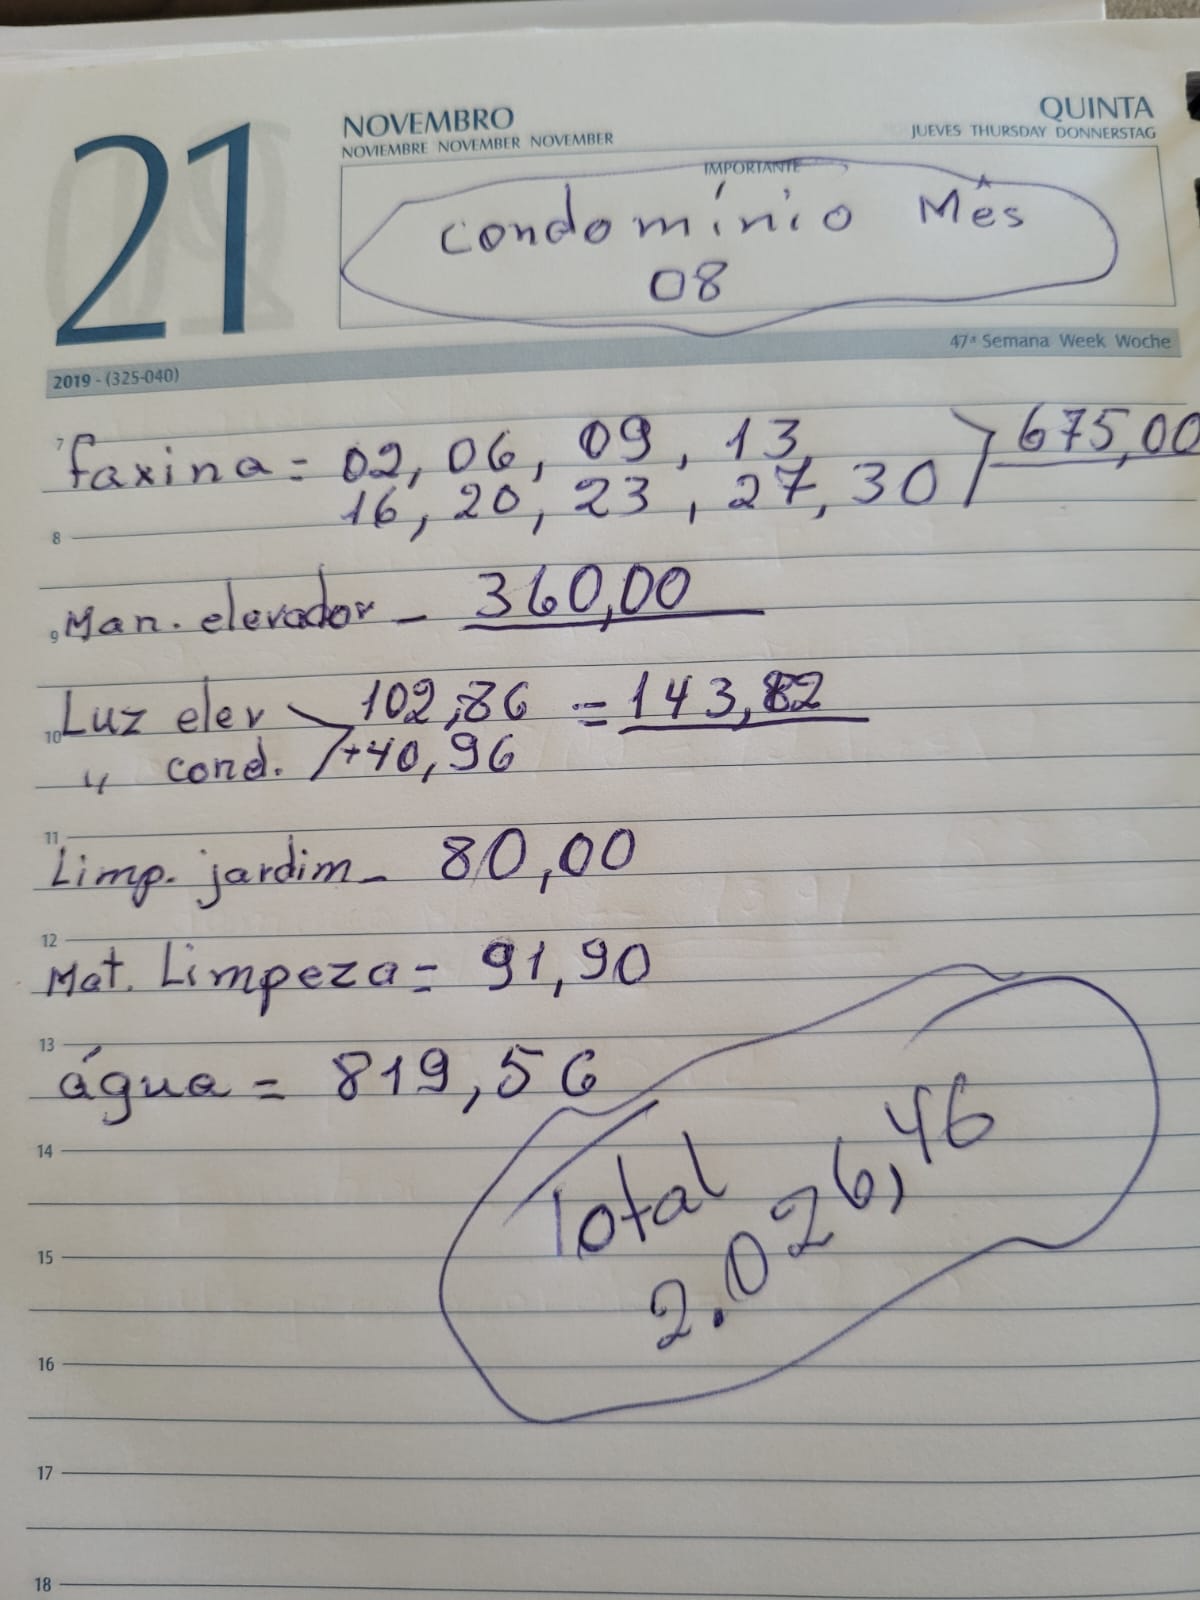 21
NOVEMBRO
NOVIEMBRE NOVEMBER NOVEMBER
QUINTA
JUEVES THURSDAY DONNERSTAG
IMPORTANTE
Condomínio Mês
08
47ª Semana Week Woche
2019 - (325-040)
7
faxina = 02, 06, 09, 13, 675,00
16, 20, 23, 27, 30
8
Man. elevador - 360,00
9
Luz elev 102,86 = 143,82
10
" cond. +40,96
11
Limp. jardim - 80,00
12
Mat. Limpeza = 91,90
13
água = 819,56
14
Total
2.026,46
15
16
17
18